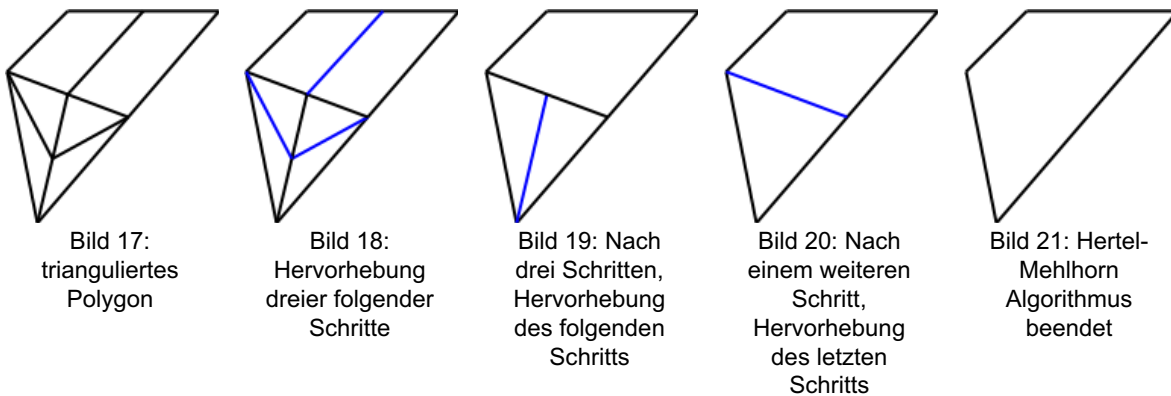 Bild 17:
trianguliertes
Polygon
Bild 18:
Hervorhebung
dreier folgender
Schritte
Bild 19: Nach
drei Schritten,
Hervorhebung
des folgenden
Schritts
Bild 20: Nach
einem weiteren
Schritt,
Hervorhebung
des letzten
Schritts
Bild 21: Hertel-
Mehlhorn
Algorithmus
beendet